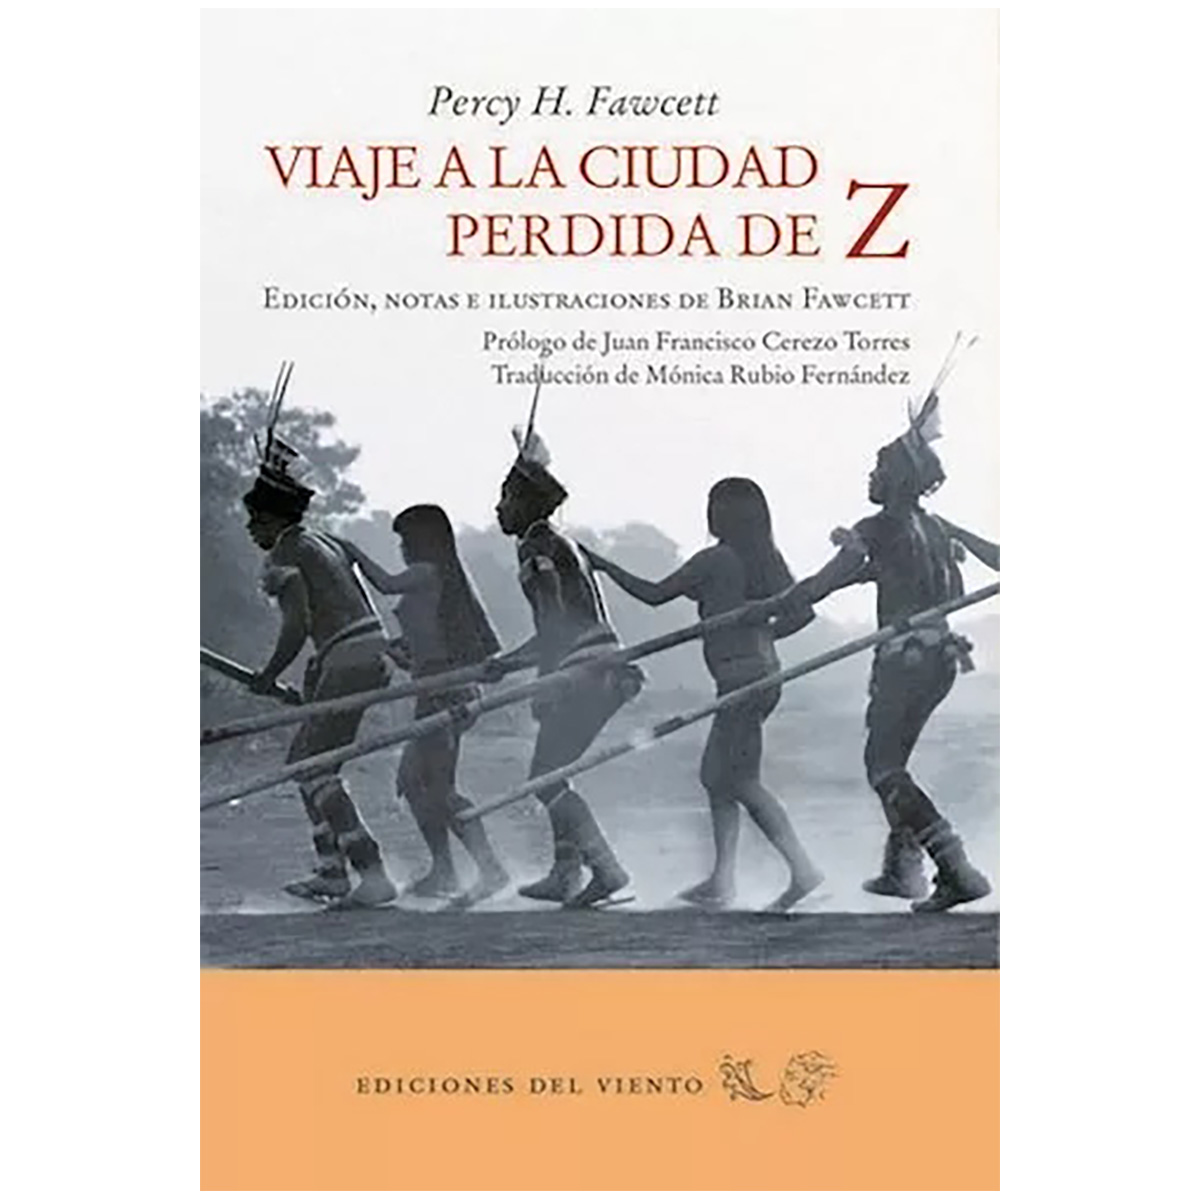 Percy H. Fawcett
VIAJE A LA CIUDAD
PERDIDA DE Z
EDICIÓN, NOTAS E ILUSTRACIONES DE BRIAN FAWCETT
Prólogo de Juan Francisco Cerezo Torres
Traducción de Mónica Rubio Fernández
EDICIONES DEL VIENTO